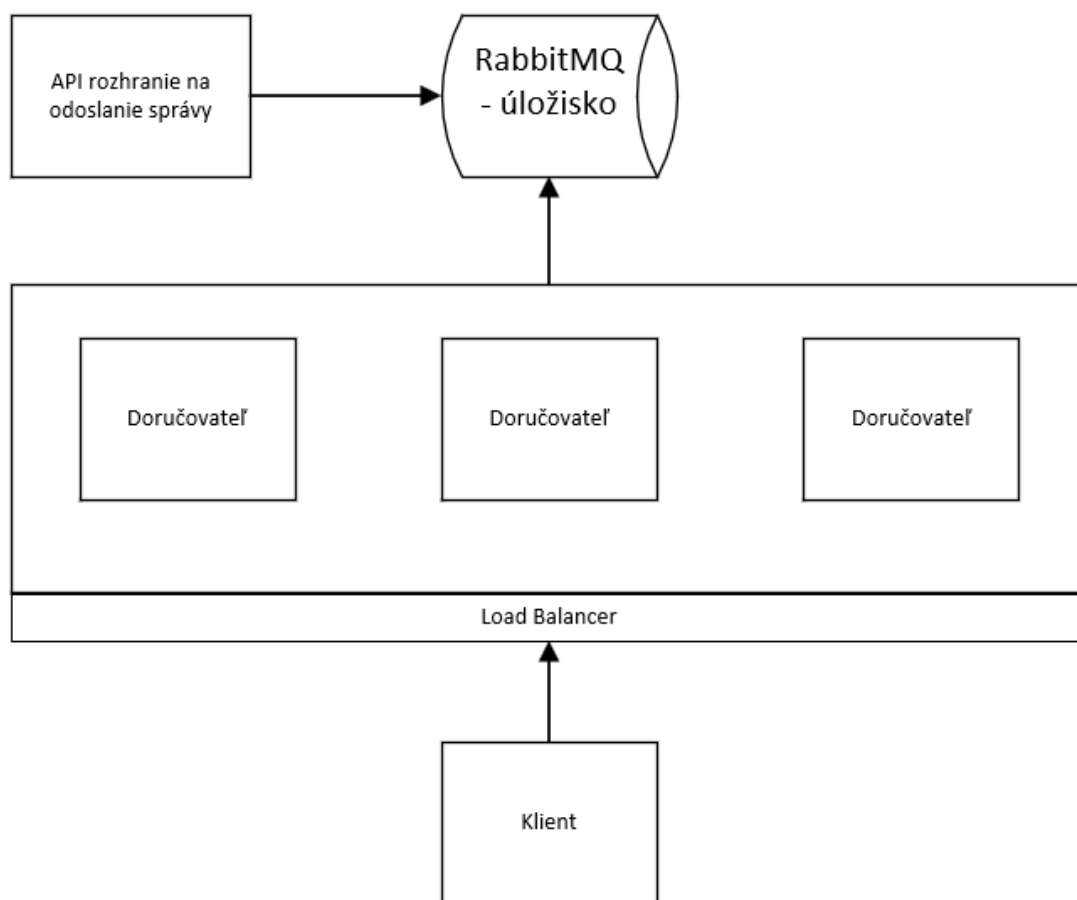 API rozhranie na
odoslanie správy
RabbitMQ
- úložisko
Doručovateľ
Doručovateľ
Doručovateľ
Load Balancer
Klient